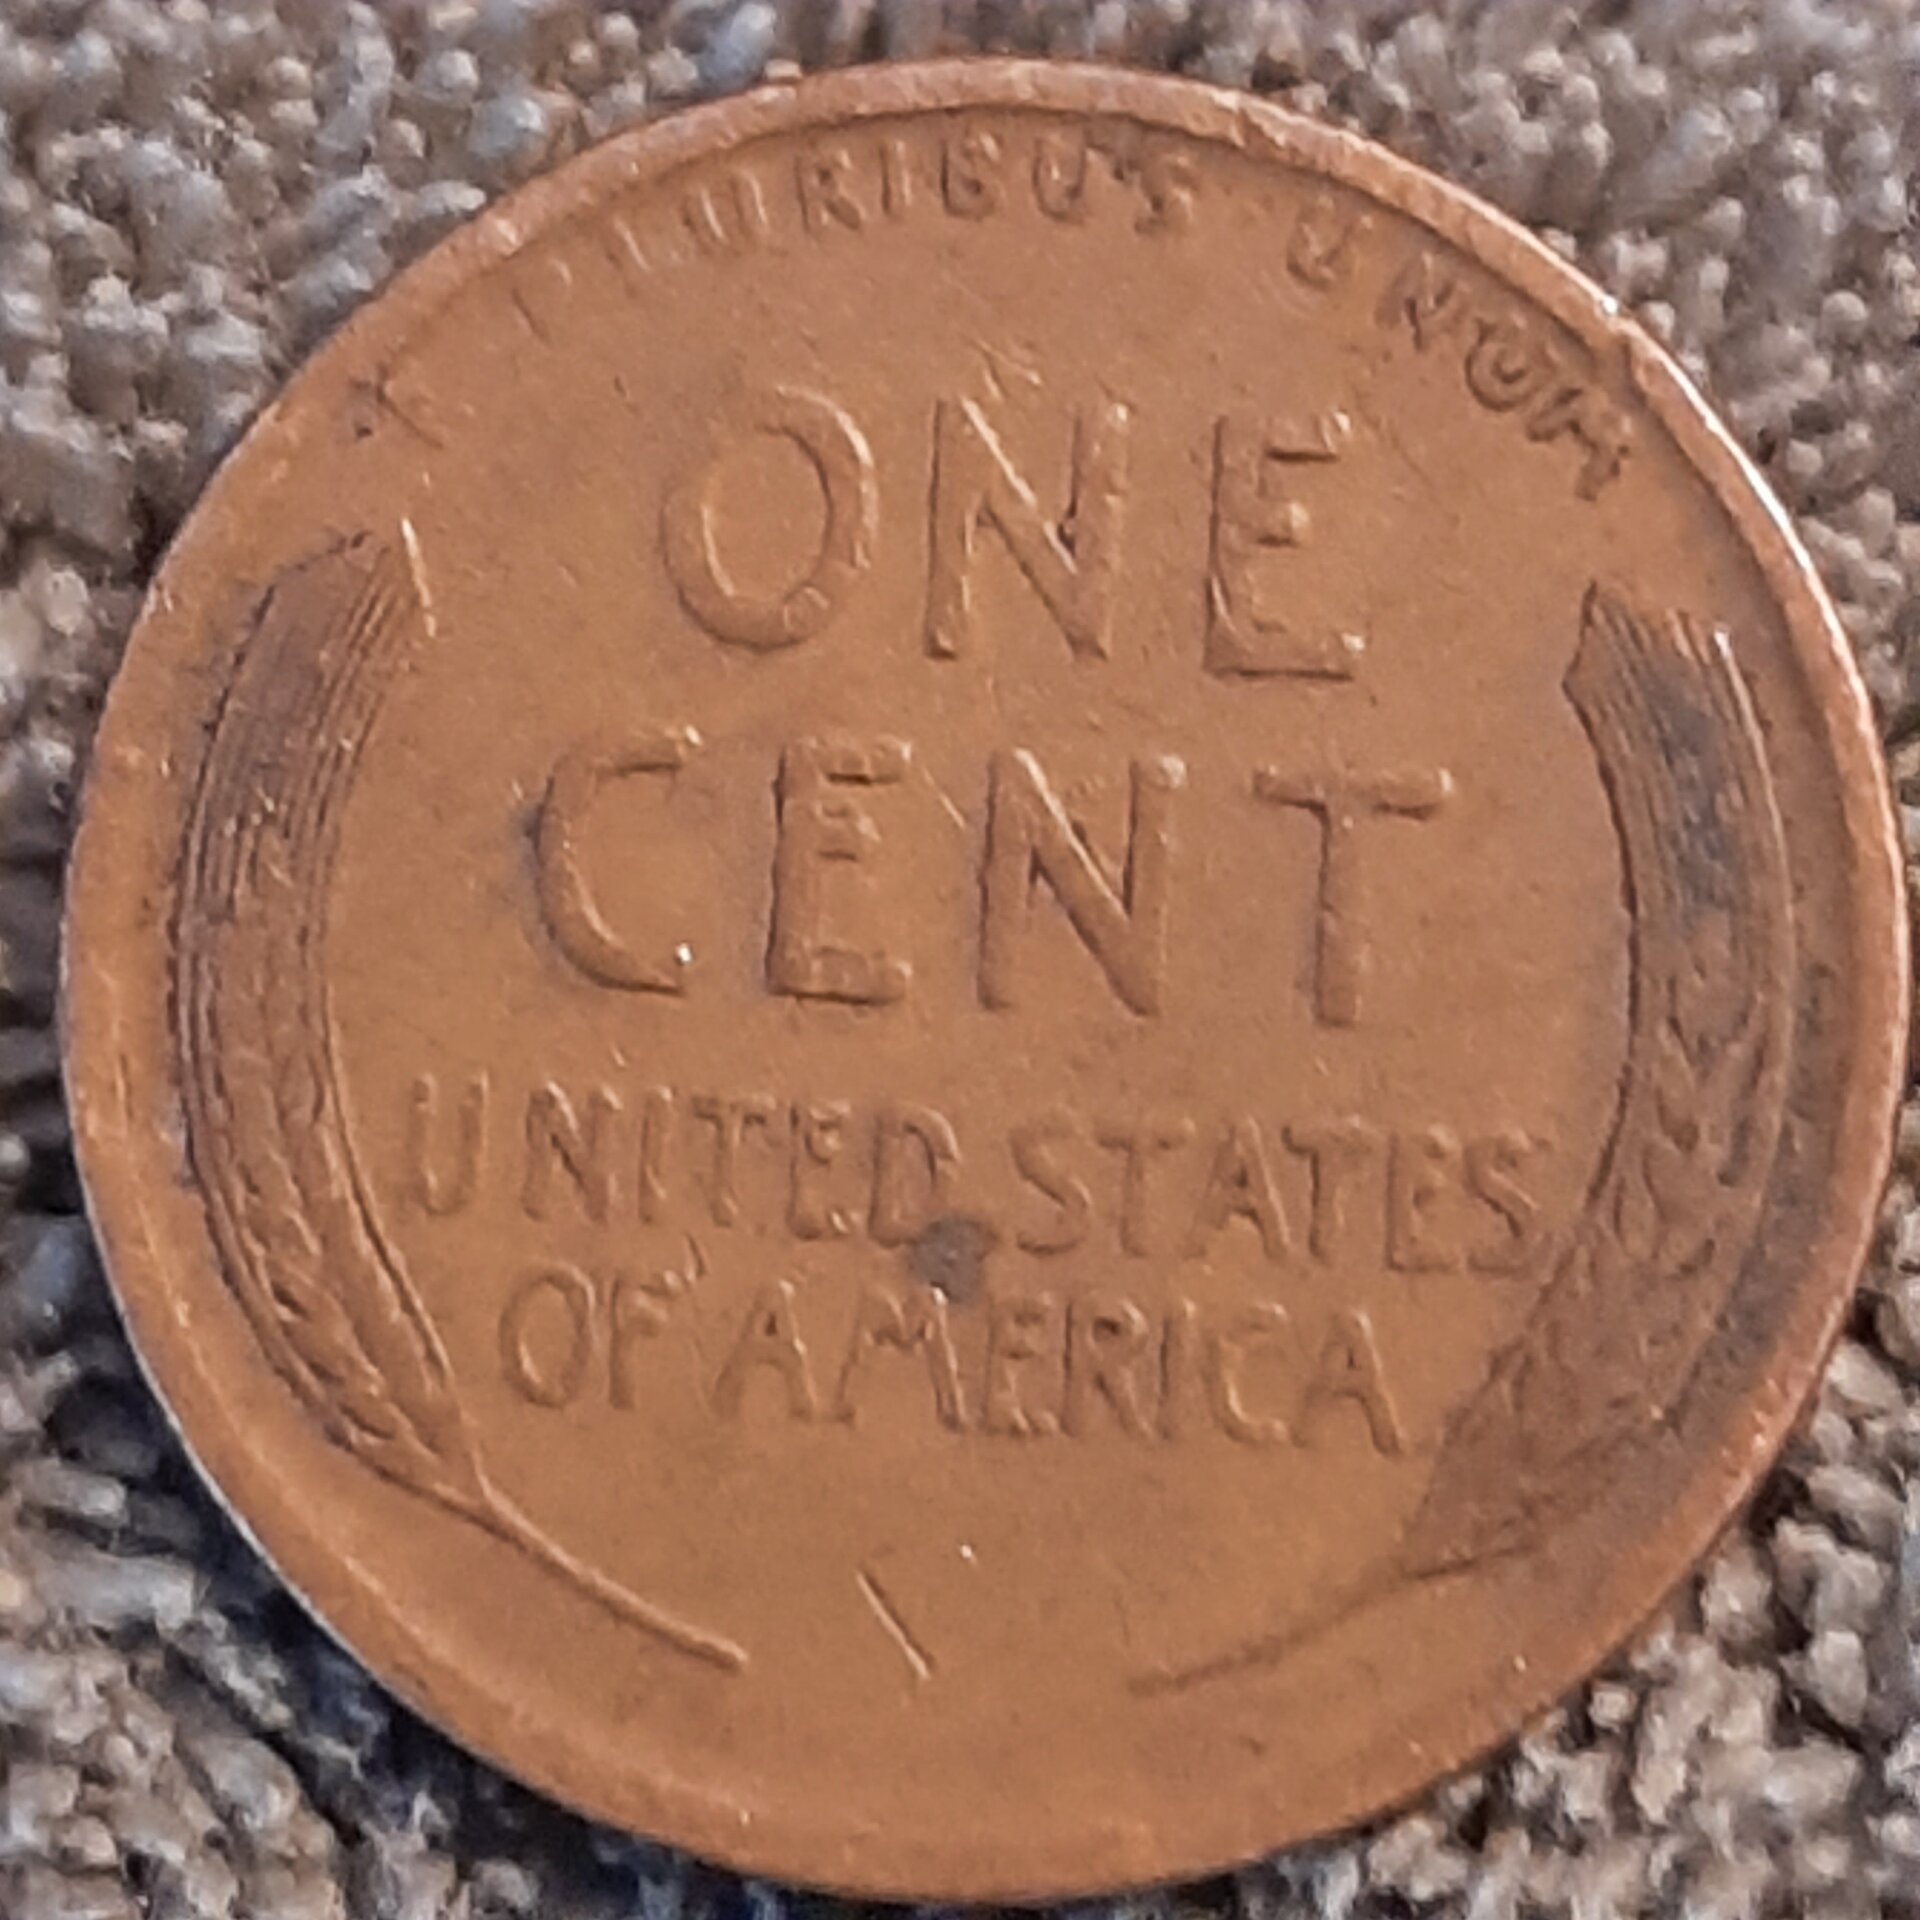 E PLURIBUS · UNUM
ONE
CENT
UNITED STATES
OF AMERICA